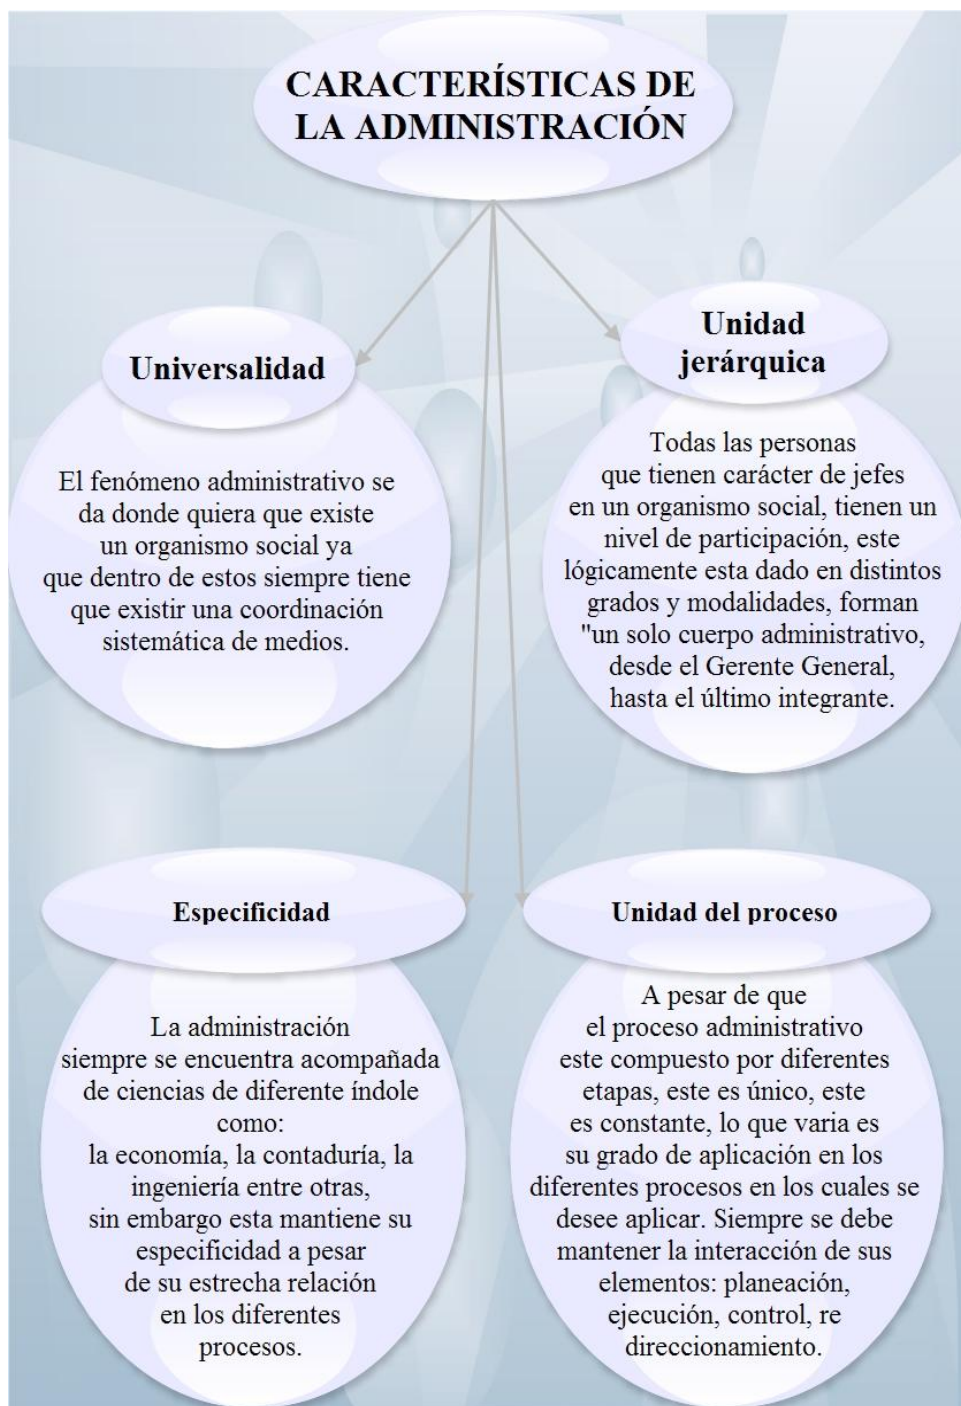 CARACTERÍSTICAS DE
LA ADMINISTRACIÓN
Universalidad
El fenómeno administrativo se
da donde quiera que existe
un organismo social ya
que dentro de estos siempre tiene
que existir una coordinación
sistemática de medios.
Unidad
jerárquica
Todas las personas
que tienen carácter de jefes
en un organismo social, tienen un
nivel de participación, este
lógicamente esta dado en distintos
grados y modalidades, forman
"un solo cuerpo administrativo,
desde el Gerente General,
hasta el último integrante.
Especificidad
La administración
siempre se encuentra acompañada
de ciencias de diferente índole
como:
la economía, la contaduría, la
ingeniería entre otras,
sin embargo esta mantiene su
especificidad a pesar
de su estrecha relación
en los diferentes
procesos.
Unidad del proceso
A pesar de que
el proceso administrativo
este compuesto por diferentes
etapas, este es único, este
es constante, lo que varia es
su grado de aplicación en los
diferentes procesos en los cuales se
desee aplicar. Siempre se debe
mantener la interacción de sus
elementos: planeación,
ejecución, control, re
direccionamiento.